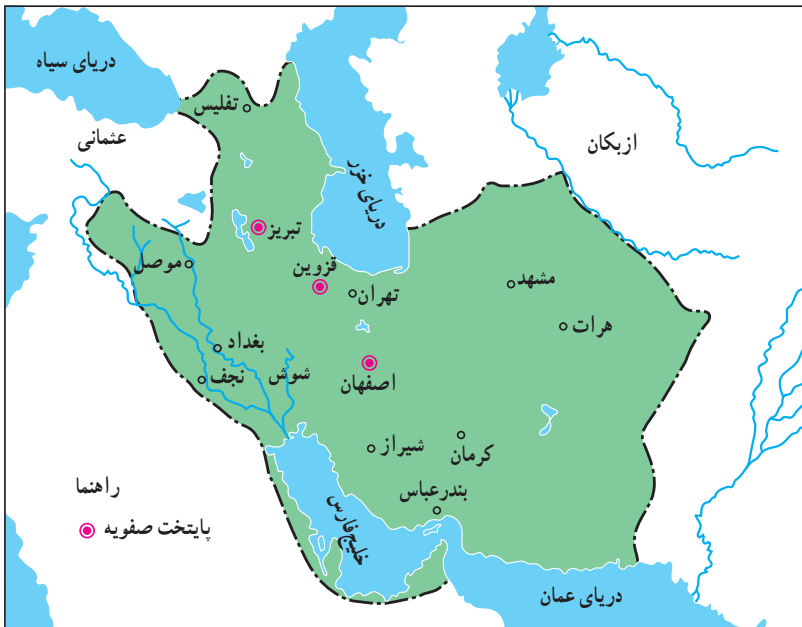 دریای سیاه
تفلیس
عثمانی
ازبکان
دریای خزر
تبریز
موصل
قزوین
تهران
مشهد
هرات
بغداد
شوش
نجف
اصفهان
شیراز
کرمان
بندرعباس
خلیج فارس
دریای عمان
راهنما
پایتخت صفویه